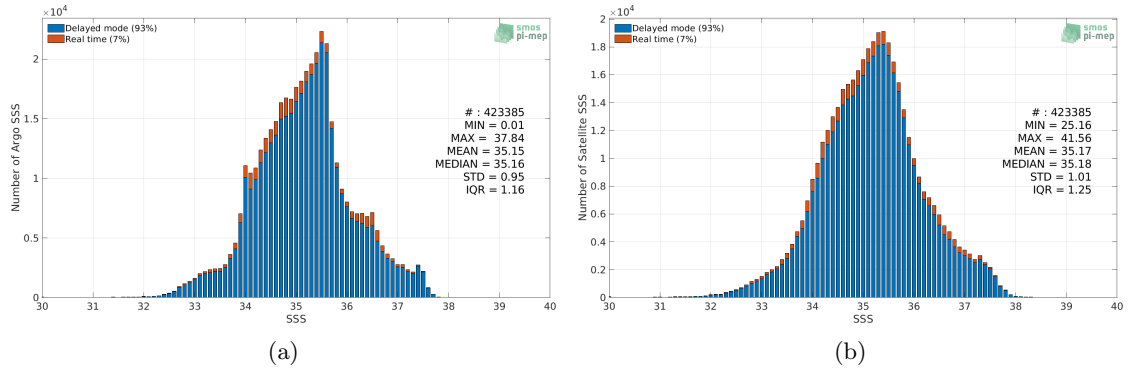 ×10⁴
Delayed mode (93%)
Real time (7%)
smos
pi-mep
2
1.5
1
0.5
0
Number of Argo SSS
# : 423385
MIN = 0.01
MAX = 37.84
MEAN = 35.15
MEDIAN = 35.16
STD = 0.95
IQR = 1.16
30 31 32 33 34 35 36 37 38 39 40
SSS
(a)
×10⁴
Delayed mode (93%)
Real time (7%)
smos
pi-mep
2
1.8
1.6
1.4
1.2
1
0.8
0.6
0.4
0.2
0
Number of Satellite SSS
# : 423385
MIN = 25.16
MAX = 41.56
MEAN = 35.17
MEDIAN = 35.18
STD = 1.01
IQR = 1.25
30 31 32 33 34 35 36 37 38 39 40
SSS
(b)